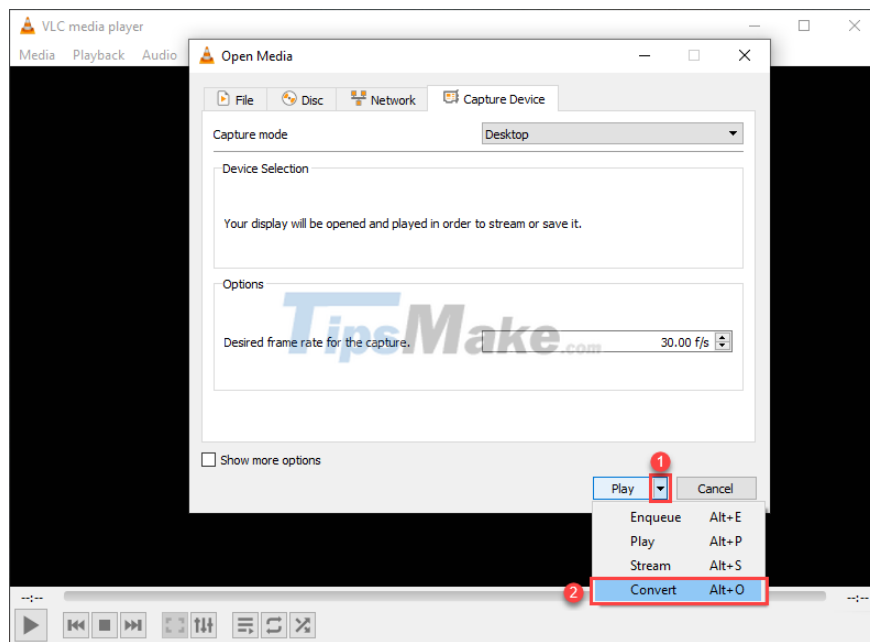 VLC media player
Media Playback Audio
Open Media
File Disc Network Capture Device
Capture mode Desktop
Device Selection
Your display will be opened and played in order to stream or save it.
Options
TipsMake.com
Desired frame rate for the capture. 30.00 f/s
Show more options
1
Play Cancel
Enqueue Alt+E
Play Alt+P
Stream Alt+S
2 Convert Alt+O
--:-- --:--